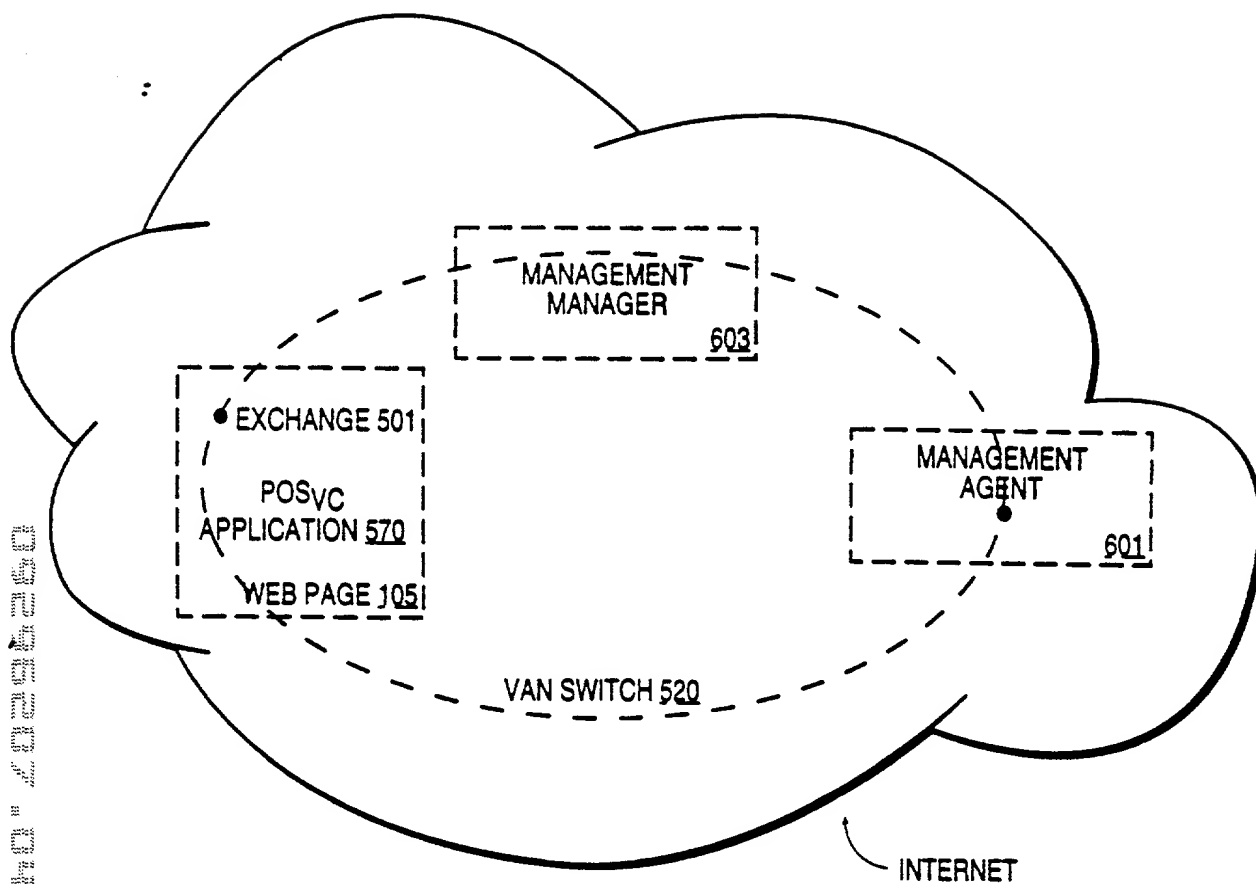 MANAGEMENT
MANAGER
603
EXCHANGE 501
POSVC
APPLICATION 570
WEB PAGE 105
MANAGEMENT
AGENT
601
VAN SWITCH 520
INTERNET